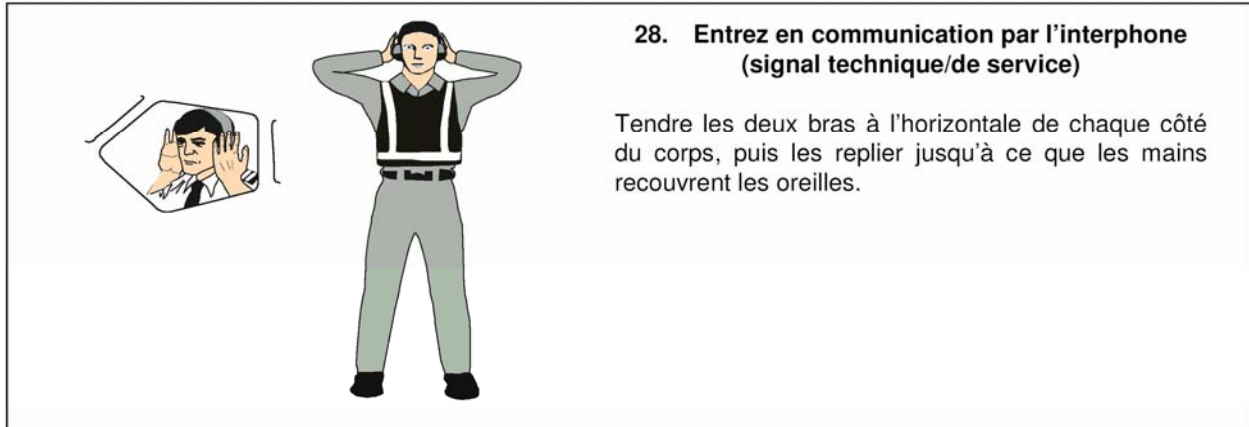 28. Entrez en communication par l’interphone
(signal technique/de service)
Tendre les deux bras à l’horizontale de chaque côté
du corps, puis les replier jusqu’à ce que les mains
recouvrent les oreilles.